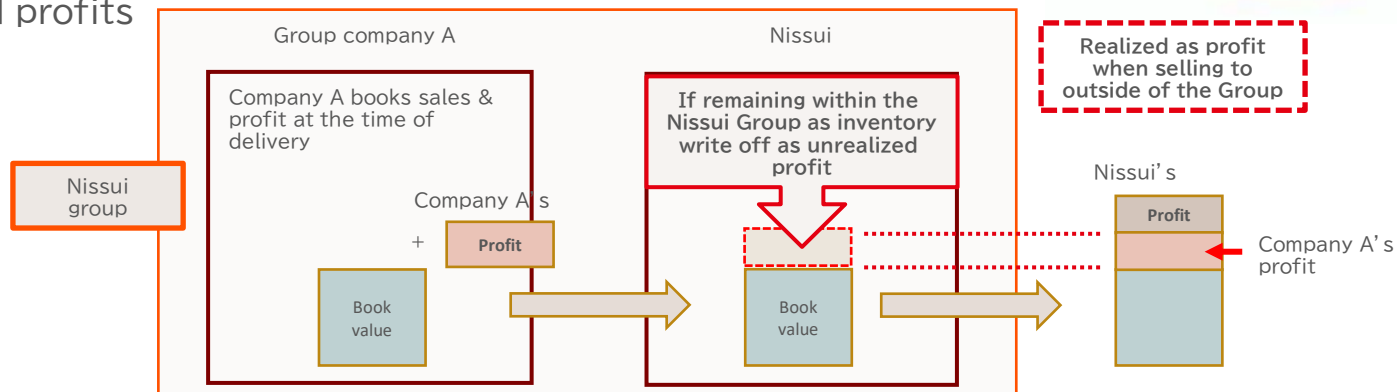 profits
Group company A
Nissui
Realized as profit
when selling to
outside of the Group
Company A books sales &
profit at the time of
delivery
If remaining within the
Nissui Group as inventory
write off as unrealized
profit
Nissui
group
Company A's
+
Profit
Book
value
Book
value
Nissui's
Profit
Company A's
profit